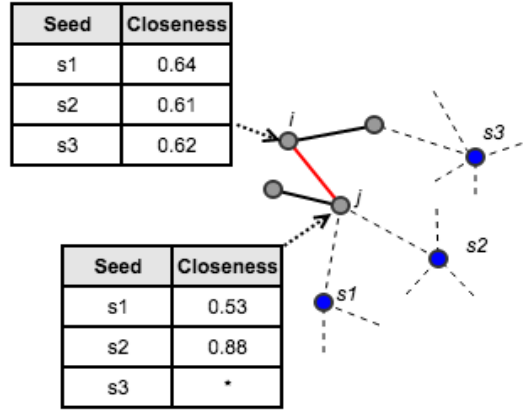 Seed Closeness
s1 0.64
s2 0.61
s3 0.62
i
s3
j
s2
s1
Seed Closeness
s1 0.53
s2 0.88
s3 *